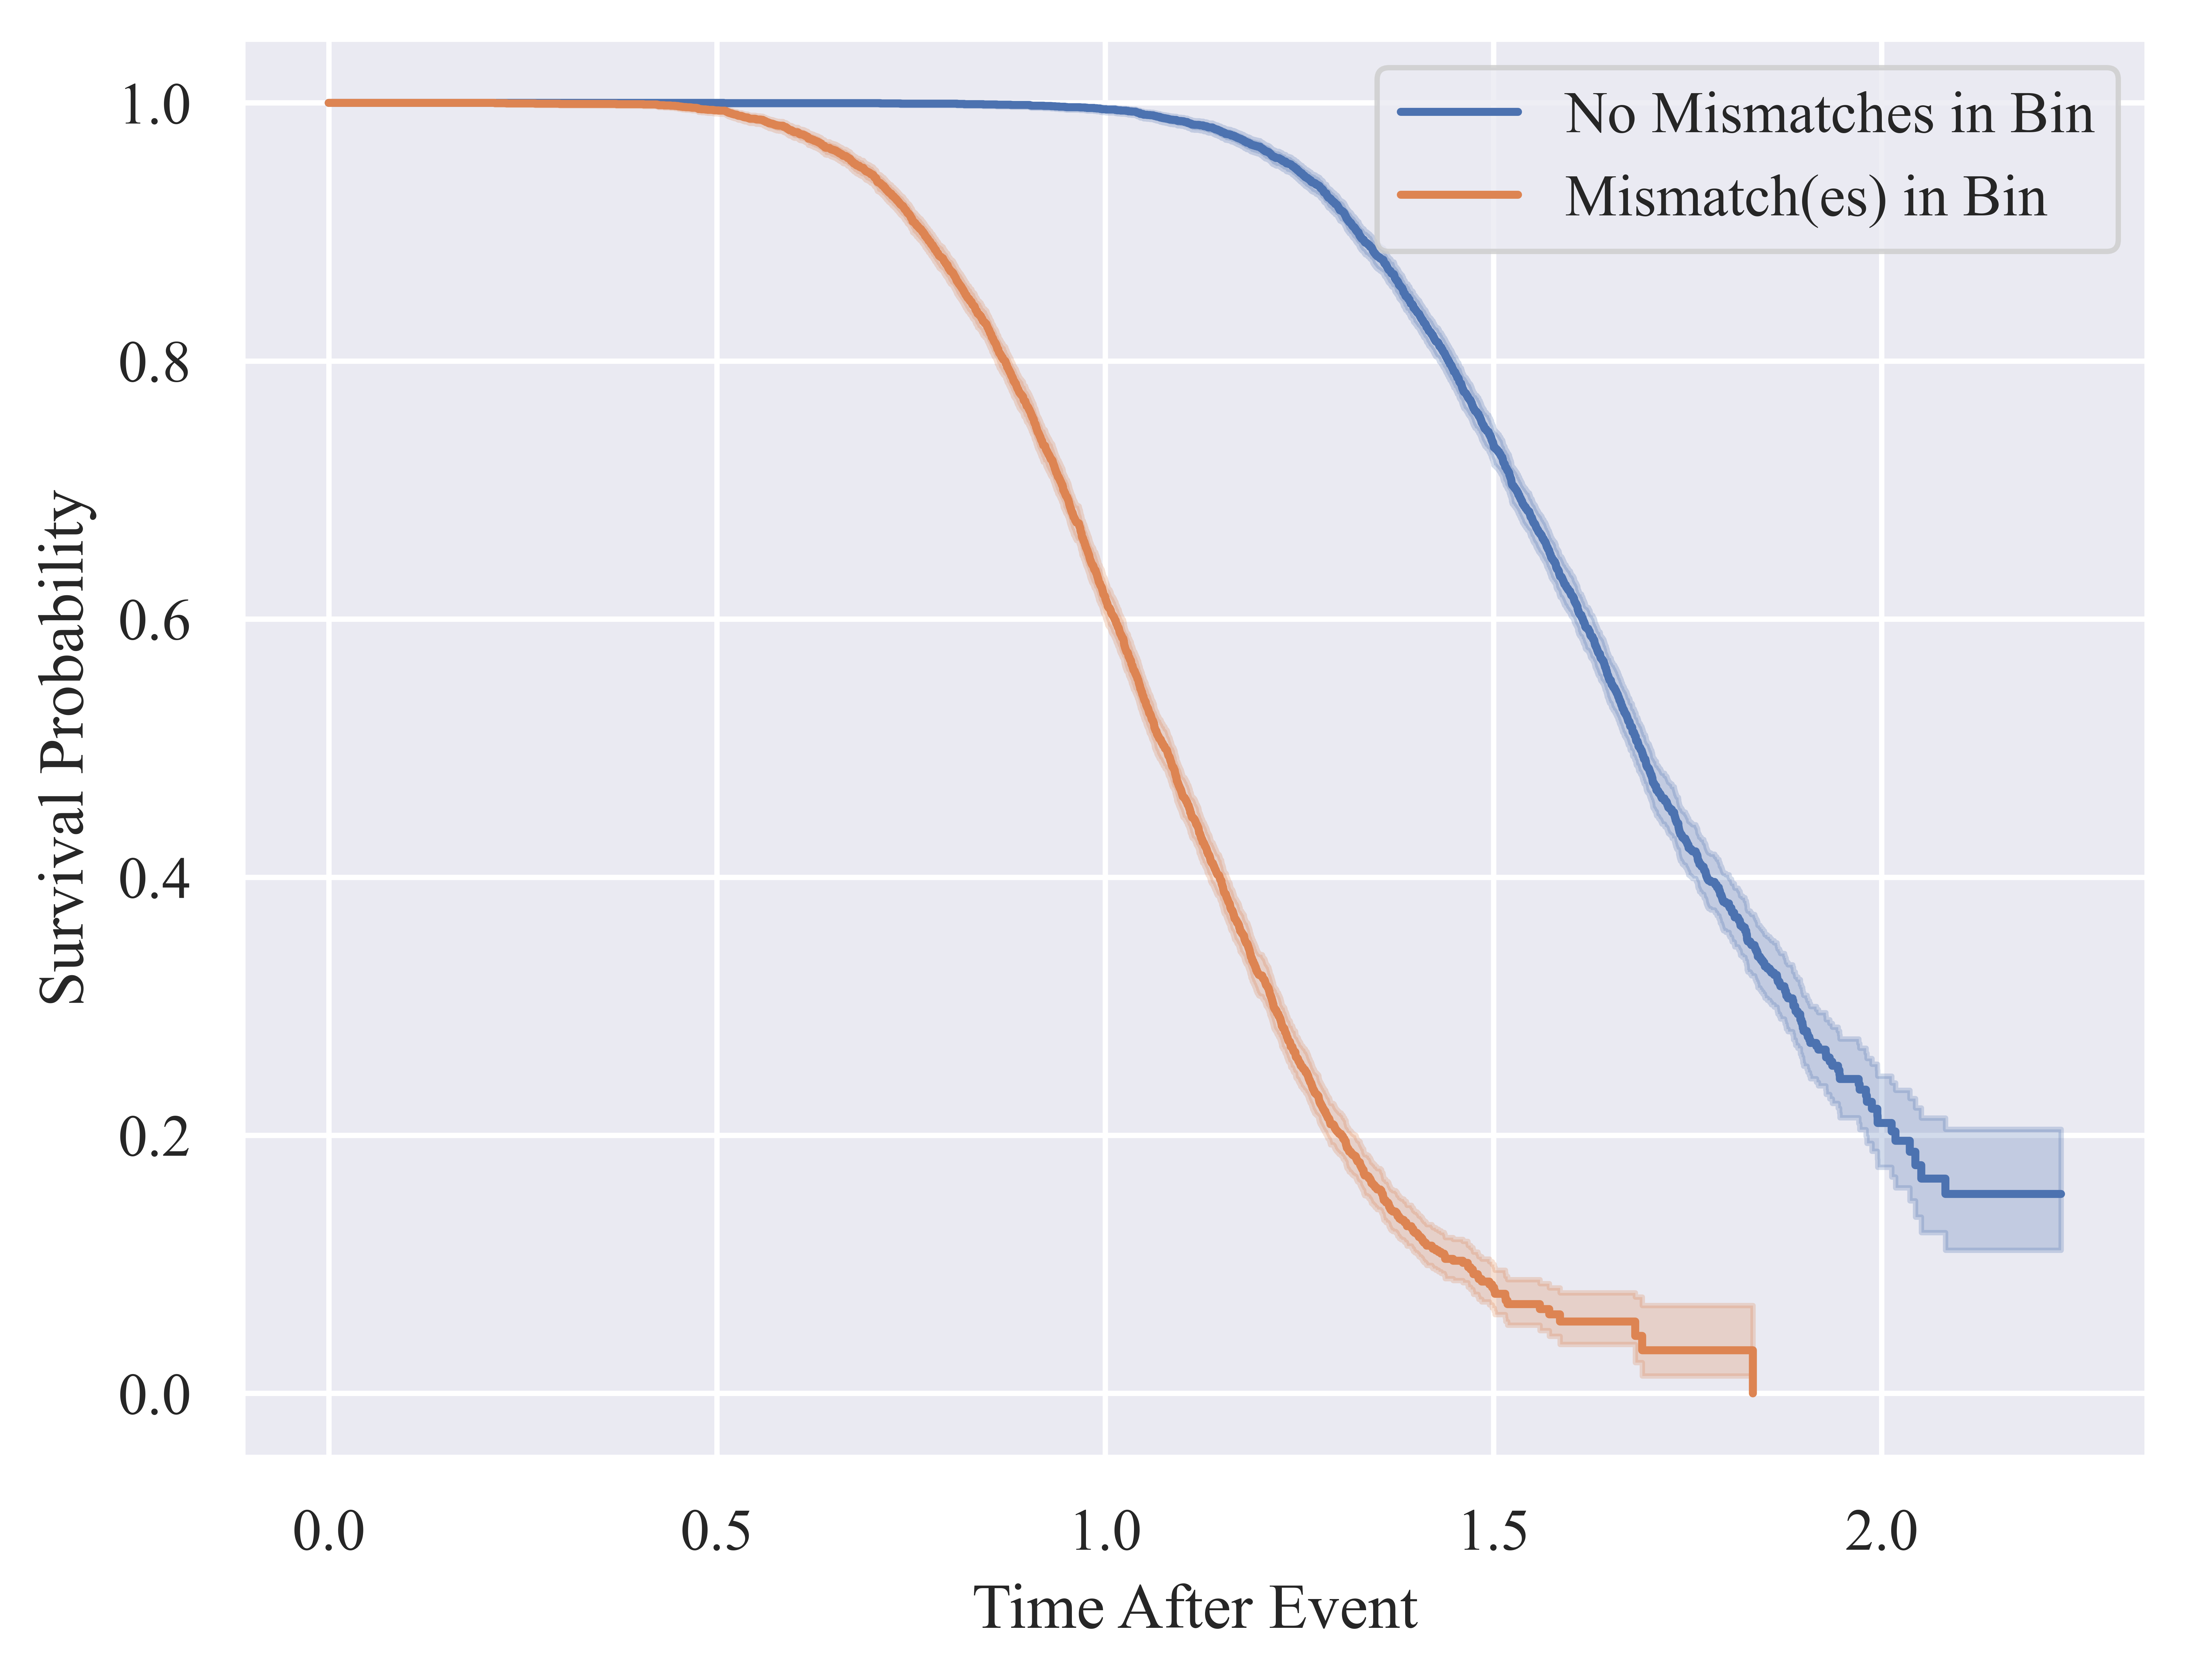 No Mismatches in Bin
Mismatch(es) in Bin
1.0
0.8
0.6
0.4
0.2
0.0
Survival Probability
0.0 0.5 1.0 1.5 2.0
Time After Event